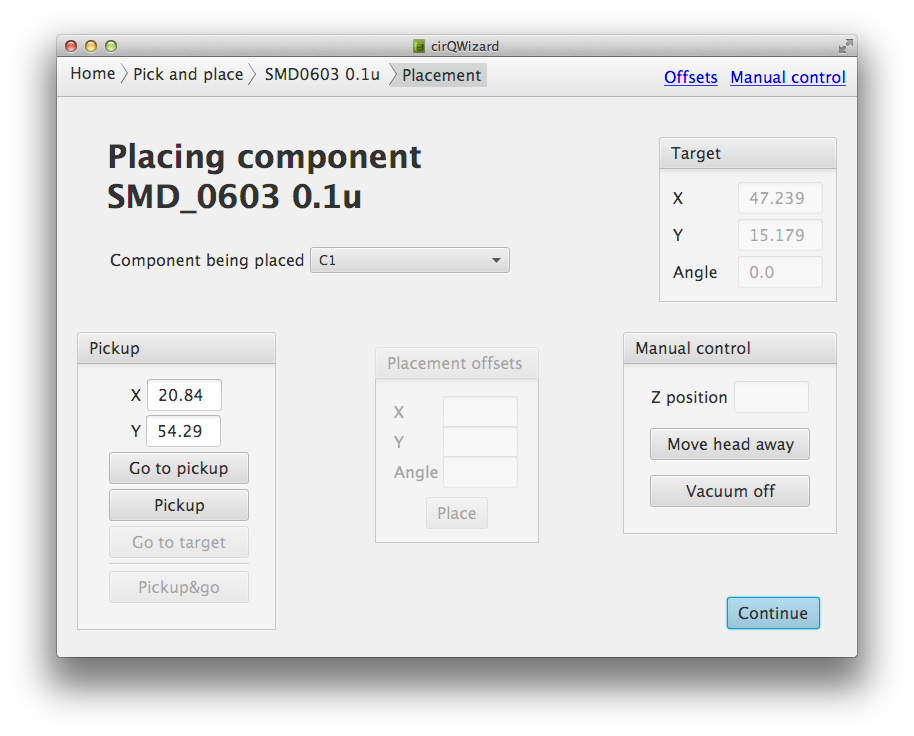 cirQWizard
Home Pick and place SMD0603 0.1u Placement Offsets Manual control
Placing component
SMD_0603 0.1u
Component being placed C1
Target
X 47.239
Y 15.179
Angle 0.0
Pickup
X 20.84
Y 54.29
Go to pickup
Pickup
Go to target
Pickup&go
Placement offsets
X
Y
Angle
Place
Manual control
Z position
Move head away
Vacuum off
Continue